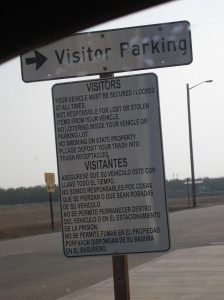 Visitor Parking
VISITORS
YOUR VEHICLE MUST BE SECURED / LOCKED
AT ALL TIMES.
NOT RESPONSIBLE FOR LOST OR STOLEN
ITEMS FROM YOUR VEHICLE.
NO LOITERING INSIDE YOUR VEHICLE OR
PARKING LOT.
NO SMOKING ON STATE PROPERTY.
PLEASE DEPOSIT YOUR TRASH INTO
TRASH RECEPTACLES.
VISITANTES
ASEGURESE QUE SU VEHICULO ESTE CON
LLAVE TODO EL TIEMPO.
NO SOMOS RESPONSABLES POR COSAS
QUE SE PIERDAN O QUE SEAN ROBADAS
DE SU VEHICULO.
NO SE PERMITE PERMANECER DENTRO
DEL VEHICULO O EN EL ESTACIONAMIENTO
DE LA PRISION.
NO SE PERMITE FUMAR EN EL PROPIEDAD
POR FAVOR DISPONGAN DE SU BASURA
EN EL BASURERO.